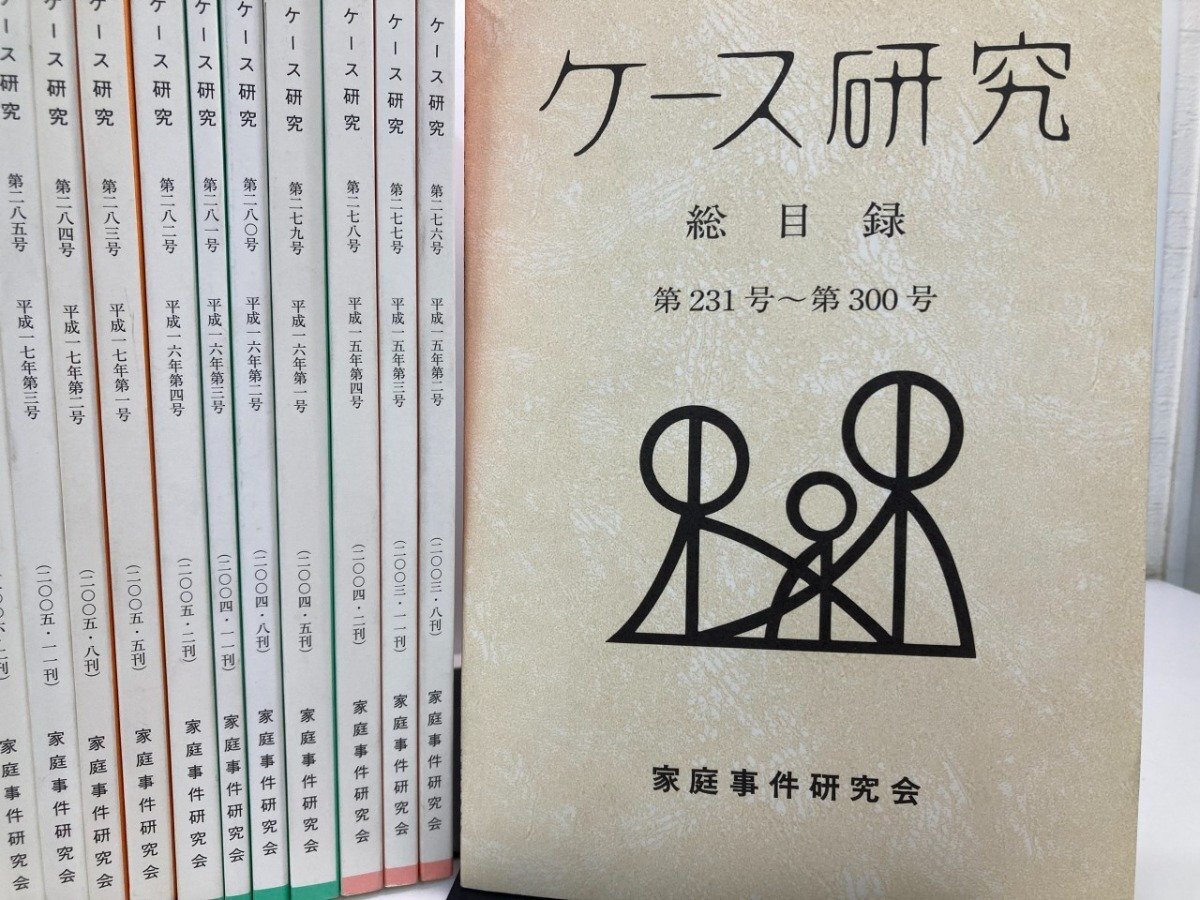 ケース研究
総目録
第231号～第300号
家庭事件研究会
ケース研究 第二七六号 平成一五年第二号 (二〇〇三・八刊) 家庭事件研究会
ケース研究 第二七七号 平成一五年第三号 (二〇〇三・一一刊) 家庭事件研究会
ケース研究 第二七八号 平成一五年第四号 (二〇〇四・二刊) 家庭事件研究会
ケース研究 第二七九号 平成一六年第一号 (二〇〇四・五刊) 家庭事件研究会
ケース研究 第二八〇号 平成一六年第二号 (二〇〇四・八刊) 家庭事件研究会
ケース研究 第二八一号 平成一六年第三号 (二〇〇四・一一刊) 家庭事件研究会
ケース研究 第二八二号 平成一六年第四号 (二〇〇五・二刊) 家庭事件研究会
ケース研究 第二八三号 平成一七年第一号 (二〇〇五・五刊) 家庭事件研究会
ケース研究 第二八四号 平成一七年第二号 (二〇〇五・八刊) 家庭事件研究会
ース研究 第二八五号 平成一七年第三号 (二〇〇五・一一刊) 家庭事件研究会
家庭事件研究会